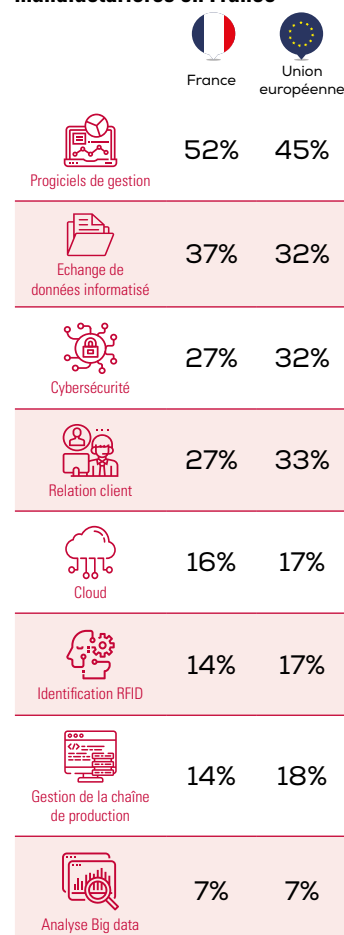 manufacturières en France
France
Union
européenne
Progiciels de gestion
52% 45%
Echange de
données informatisé
37% 32%
Cybersécurité
27% 32%
Relation client
27% 33%
Cloud
16% 17%
Identification RFID
14% 17%
Gestion de la chaîne
de production
14% 18%
Analyse Big data
7% 7%